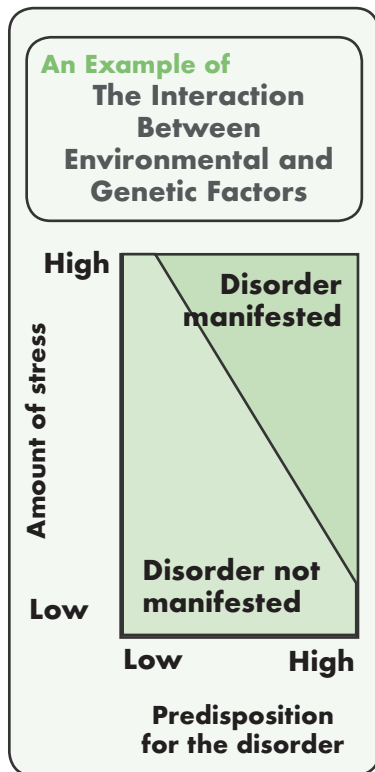 An Example of
The Interaction
Between
Environmental and
Genetic Factors
High
Disorder
manifested
Amount of stress
Disorder not
manifested
Low
Low High
Predisposition
for the disorder